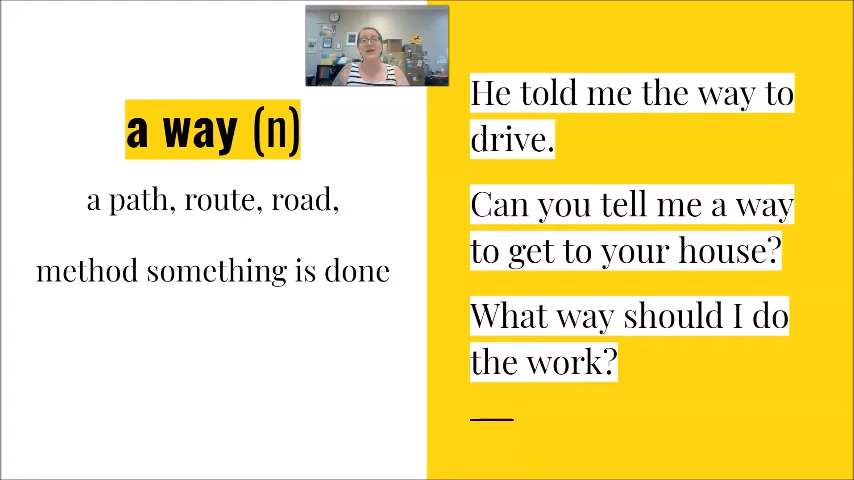 a way (n)
a path, route, road,
method something is done
He told me the way to
drive.
Can you tell me a way
to get to your house?
What way should I do
the work?